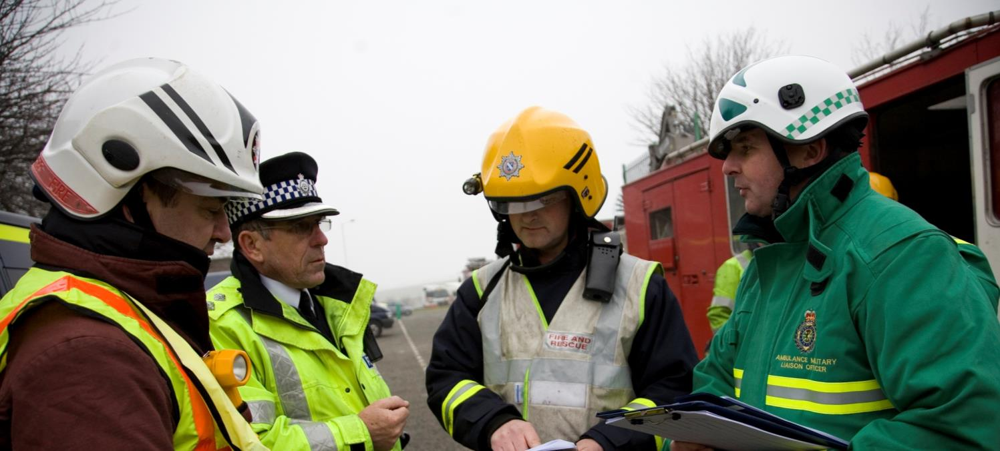 FIRE
FIRE AND
RESCUE
AMBULANCE MILITARY
LIAISON OFFICER